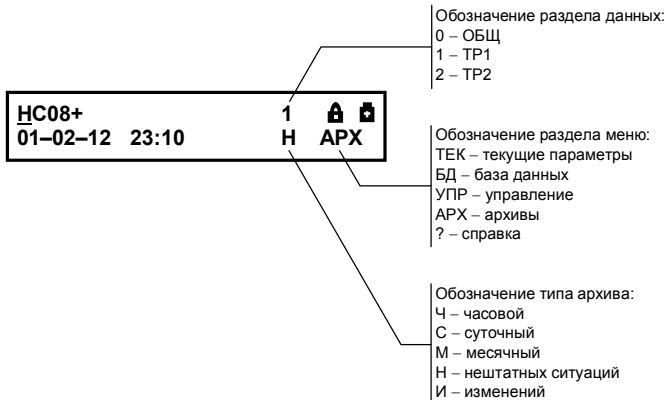 Обозначение раздела данных:
0 – ОБЩ
1 – ТР1
2 – ТР2
НС08+ 1
01–02–12 23:10 Н АРХ
Обозначение раздела меню:
ТЕК – текущие параметры
БД – база данных
УПР – управление
АРХ – архивы
? – справка
Обозначение типа архива:
Ч – часовой
С – суточный
М – месячный
Н – нештатных ситуаций
И – изменений